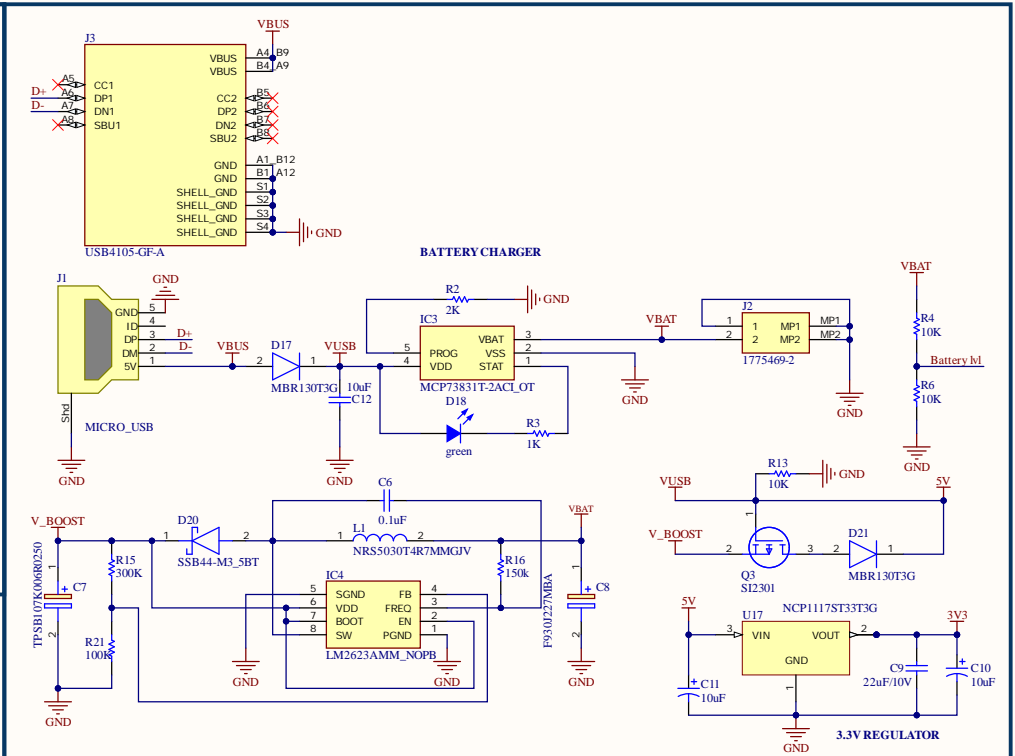 VBUS
J3
VBUS A4 B9
VBUS B4 A9
A5 CC1
D+ A6 DP1
D- A7 DN1
A8 SBU1
CC2 B5
DP2 B6
DN2 B7
SBU2 B8
GND A1_B12
GND B1 A12
SHELL_GND S1
SHELL_GND S2
SHELL_GND S3
SHELL_GND S4
GND
USB4105-GF-A
BATTERY CHARGER
J1
GND
GND 5
ID 4
DP 3 D+
DM 2 D-
5V 1
Shd
MICRO_USB
GND
VBUS
D17
2 1
MBR130T3G
VUSB
10uF
C12
GND
R2
2K
GND
IC3
5 PROG
4 VDD
VBAT 3
VSS 2
STAT 1
MCP73831T-2ACI_OT
D18
green
R3
1K
GND
VBAT
J2
1 1
2 2
MP1 MP1
MP2 MP2
1775469-2
GND
VBAT
R4
10K
Battery lvl
R6
10K
GND
V_BOOST
TPSB107K006R0250
1
C7
2
GND
R15
300K
R21
100K
D20
1 2
SSB44-M3_5BT
C6
0.1uF
L1
1 2
NRS5030T4R7MMGJV
IC4
5 SGND
6 VDD
7 BOOT
8 SW
FB 4
FREQ 3
EN 2
PGND 1
LM2623AMM_NOPB
GND
GND
R16
150k
VBAT
F930J227MBA
1
C8
2
GND
VUSB
R13
10K
GND
5V
V_BOOST
1
2 3
Q3
SI2301
D21
2 1
MBR130T3G
5V
U17
NCP1117ST33T3G
3 VIN
VOUT 2
GND
1
3V3
C11
10uF
C9
22uF/10V
C10
10uF
GND
3.3V REGULATOR